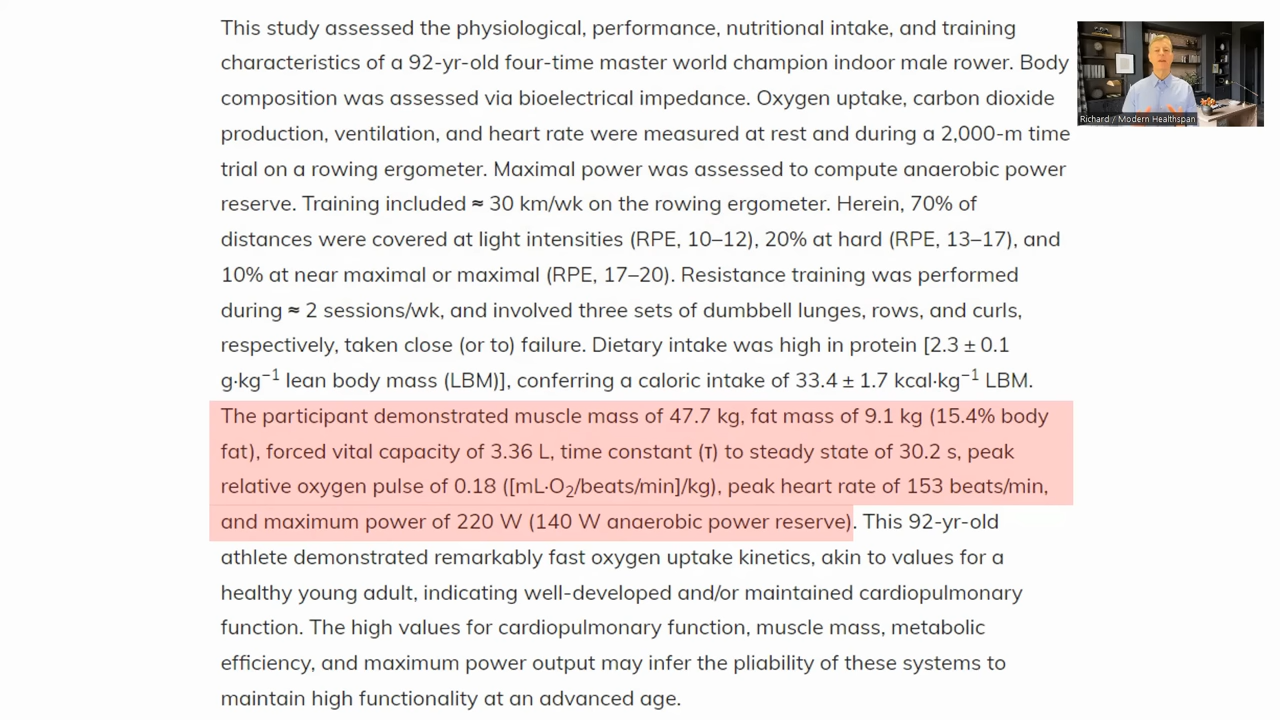 This study assessed the physiological, performance, nutritional intake, and training
characteristics of a 92-yr-old four-time master world champion indoor male rower. Body
composition was assessed via bioelectrical impedance. Oxygen uptake, carbon dioxide
production, ventilation, and heart rate were measured at rest and during a 2,000-m time
trial on a rowing ergometer. Maximal power was assessed to compute anaerobic power
reserve. Training included ≈ 30 km/wk on the rowing ergometer. Herein, 70% of
distances were covered at light intensities (RPE, 10–12), 20% at hard (RPE, 13–17), and
10% at near maximal or maximal (RPE, 17–20). Resistance training was performed
during ≈ 2 sessions/wk, and involved three sets of dumbbell lunges, rows, and curls,
respectively, taken close (or to) failure. Dietary intake was high in protein [2.3 ± 0.1
g·kg⁻¹ lean body mass (LBM)], conferring a caloric intake of 33.4 ± 1.7 kcal·kg⁻¹ LBM.
The participant demonstrated muscle mass of 47.7 kg, fat mass of 9.1 kg (15.4% body
fat), forced vital capacity of 3.36 L, time constant (τ) to steady state of 30.2 s, peak
relative oxygen pulse of 0.18 ([mL·O₂/beats/min]/kg), peak heart rate of 153 beats/min,
and maximum power of 220 W (140 W anaerobic power reserve). This 92-yr-old
athlete demonstrated remarkably fast oxygen uptake kinetics, akin to values for a
healthy young adult, indicating well-developed and/or maintained cardiopulmonary
function. The high values for cardiopulmonary function, muscle mass, metabolic
efficiency, and maximum power output may infer the pliability of these systems to
maintain high functionality at an advanced age.
Richard / Modern Healthspan